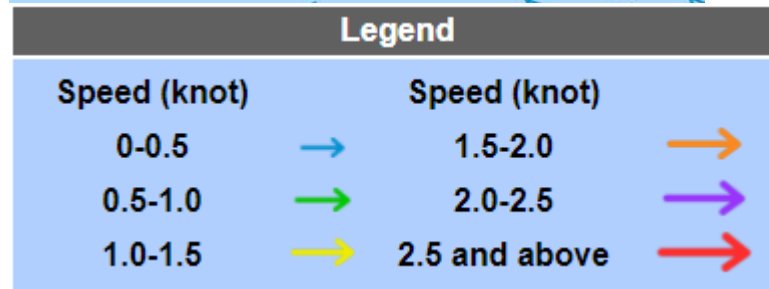 Legend
Speed (knot) Speed (knot)
0-0.5 1.5-2.0
0.5-1.0 2.0-2.5
1.0-1.5 2.5 and above